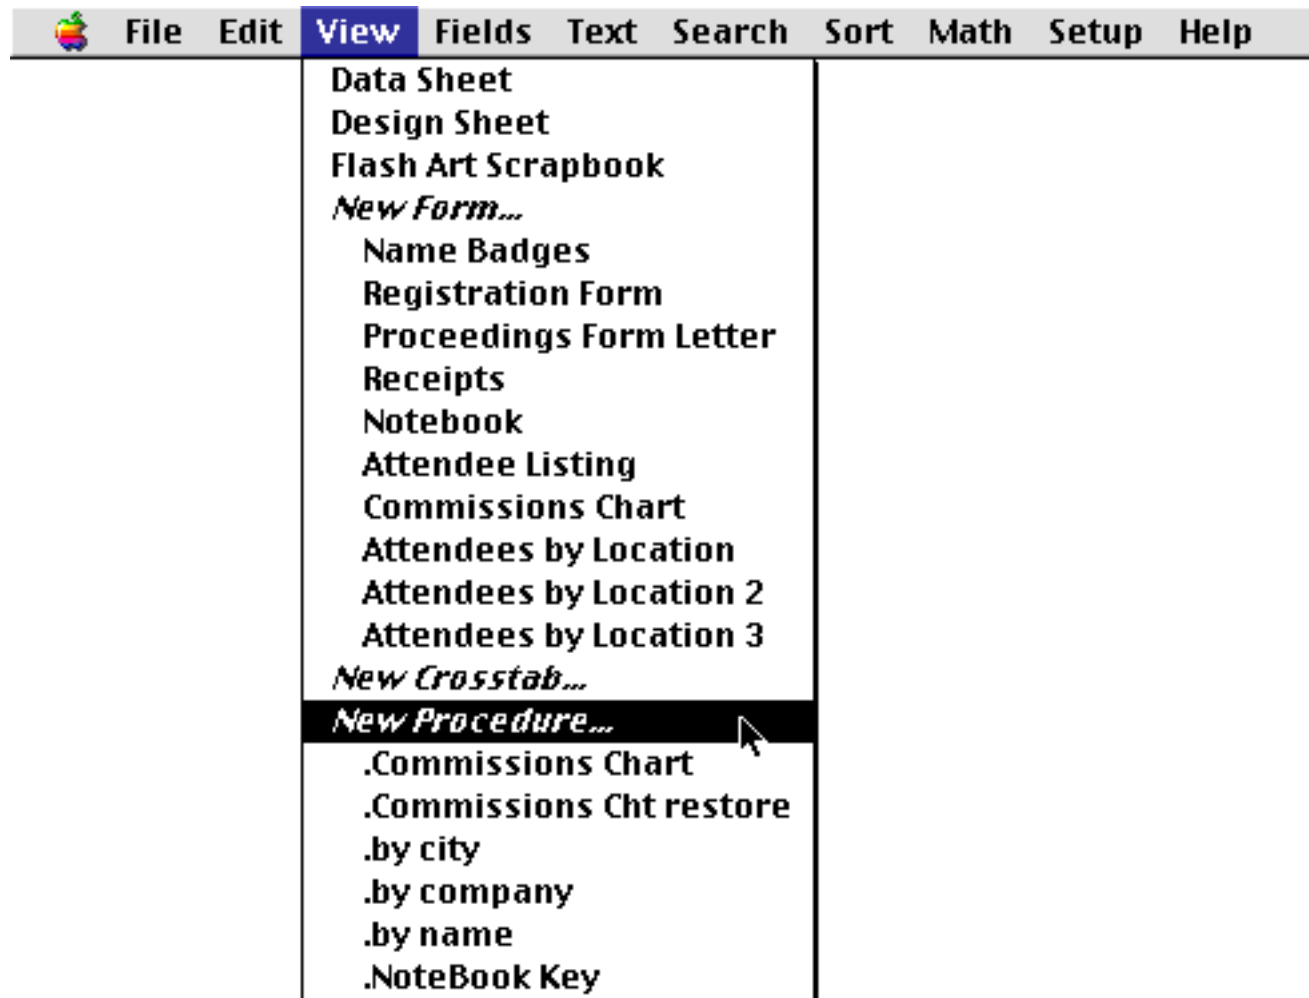 File Edit View Fields Text Search Sort Math Setup Help
Data Sheet
Design Sheet
Flash Art Scrapbook
New Form...
Name Badges
Registration Form
Proceedings Form Letter
Receipts
Notebook
Attendee Listing
Commissions Chart
Attendees by Location
Attendees by Location 2
Attendees by Location 3
New Crosstab...
New Procedure...
.Commissions Chart
.Commissions Cht restore
.by city
.by company
.by name
.NoteBook Key